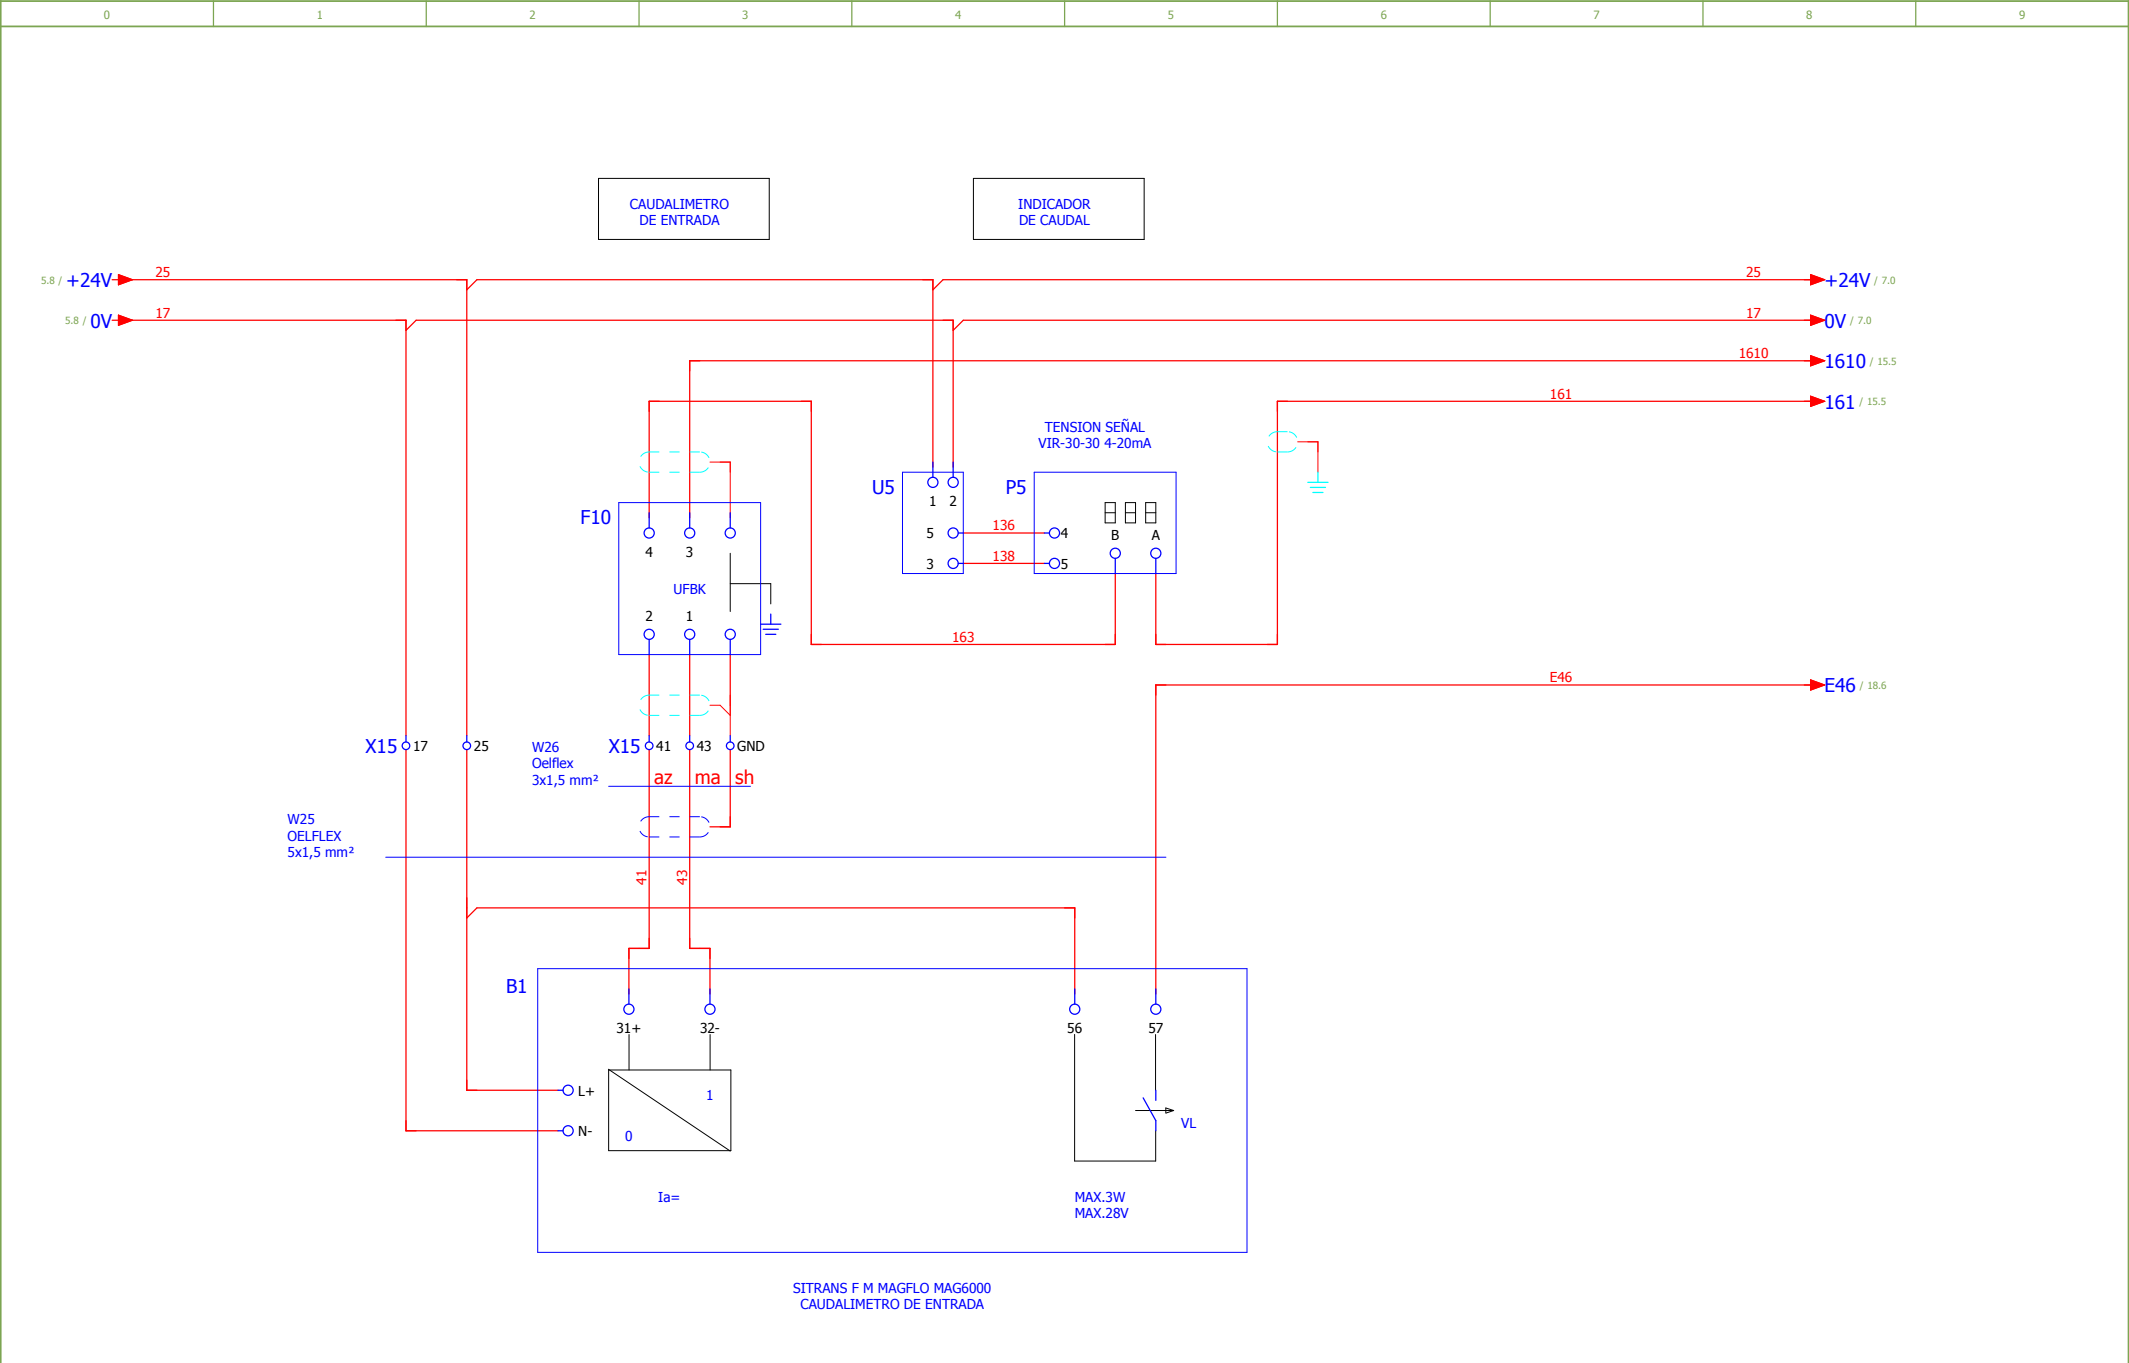 0 1 2 3 4 5 6 7 8 9
CAUDALIMETRO
DE ENTRADA
INDICADOR
DE CAUDAL
5.8 / +24V 25 25 +24V / 7.0
5.8 / 0V 17 17 0V / 7.0
1610 1610 / 15.5
161 161 / 15.5
TENSION SEÑAL
VIR-30-30 4-20mA
U5 1 2 P5
F10
5 136 4 B A
4 3
3 138 5
UFBK
2 1
163
E46 E46 / 18.6
X15 17 25
W26
Oelflex
3x1,5 mm²
X15 41 43 GND
az ma sh
W25
OELFLEX
5x1,5 mm²
41 43
B1
31+ 32- 56 57
L+ 1
N- 0
VL
Ia=
MAX.3W
MAX.28V
SITRANS F M MAGFLO MAG6000
CAUDALIMETRO DE ENTRADA